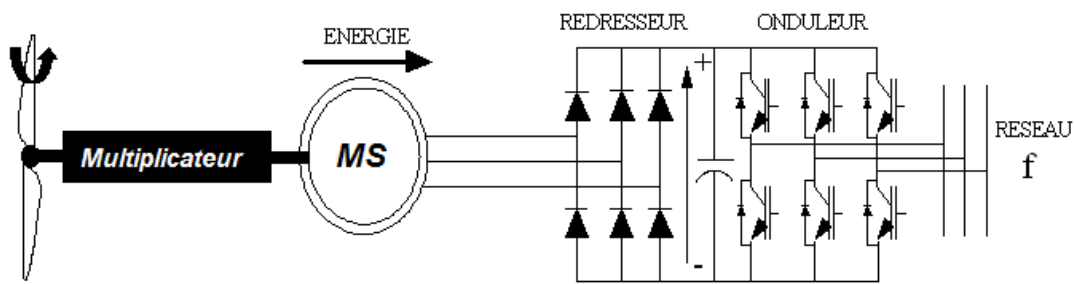 REDRESSEUR
ONDULEUR
ENERGIE
+
Multiplicateur
MS
RESEAU
f
-